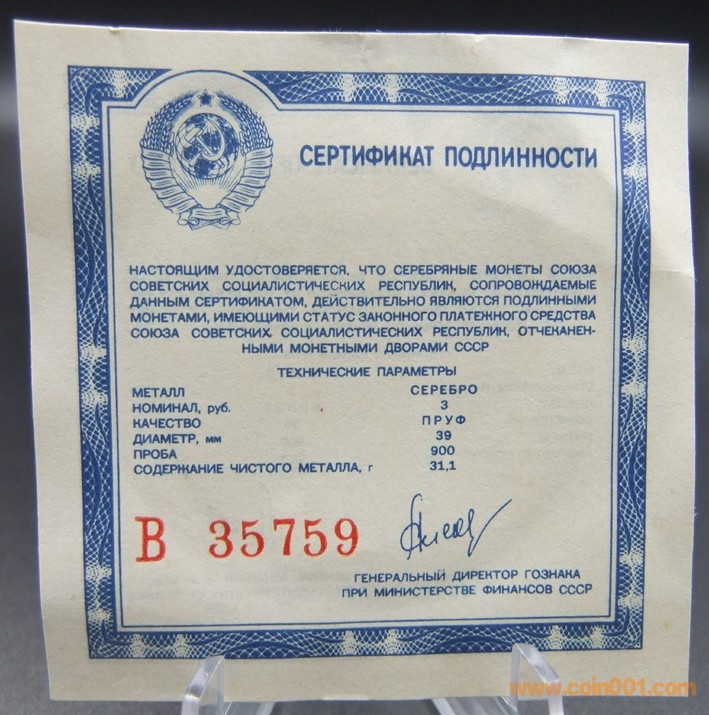 СЕРТИФИКАТ ПОДЛИННОСТИ
НАСТОЯЩИМ УДОСТОВЕРЯЕТСЯ, ЧТО СЕРЕБРЯНЫЕ МОНЕТЫ СОЮЗА
СОВЕТСКИХ СОЦИАЛИСТИЧЕСКИХ РЕСПУБЛИК, СОПРОВОЖДАЕМЫЕ
ДАННЫМ СЕРТИФИКАТОМ, ДЕЙСТВИТЕЛЬНО ЯВЛЯЮТСЯ ПОДЛИННЫМИ
МОНЕТАМИ, ИМЕЮЩИМИ СТАТУС ЗАКОННОГО ПЛАТЕЖНОГО СРЕДСТВА
СОЮЗА СОВЕТСКИХ СОЦИАЛИСТИЧЕСКИХ РЕСПУБЛИК, ОТЧЕКАНЕН-
НЫМИ МОНЕТНЫМИ ДВОРАМИ СССР
ТЕХНИЧЕСКИЕ ПАРАМЕТРЫ
МЕТАЛЛ СЕРЕБРО
НОМИНАЛ, руб. 3
КАЧЕСТВО ПРУФ
ДИАМЕТР, мм 39
ПРОБА 900
СОДЕРЖАНИЕ ЧИСТОГО МЕТАЛЛА, г 31,1
В 35759
ГЕНЕРАЛЬНЫЙ ДИРЕКТОР ГОЗНАКА
ПРИ МИНИСТЕРСТВЕ ФИНАНСОВ СССР
www.coin001.com